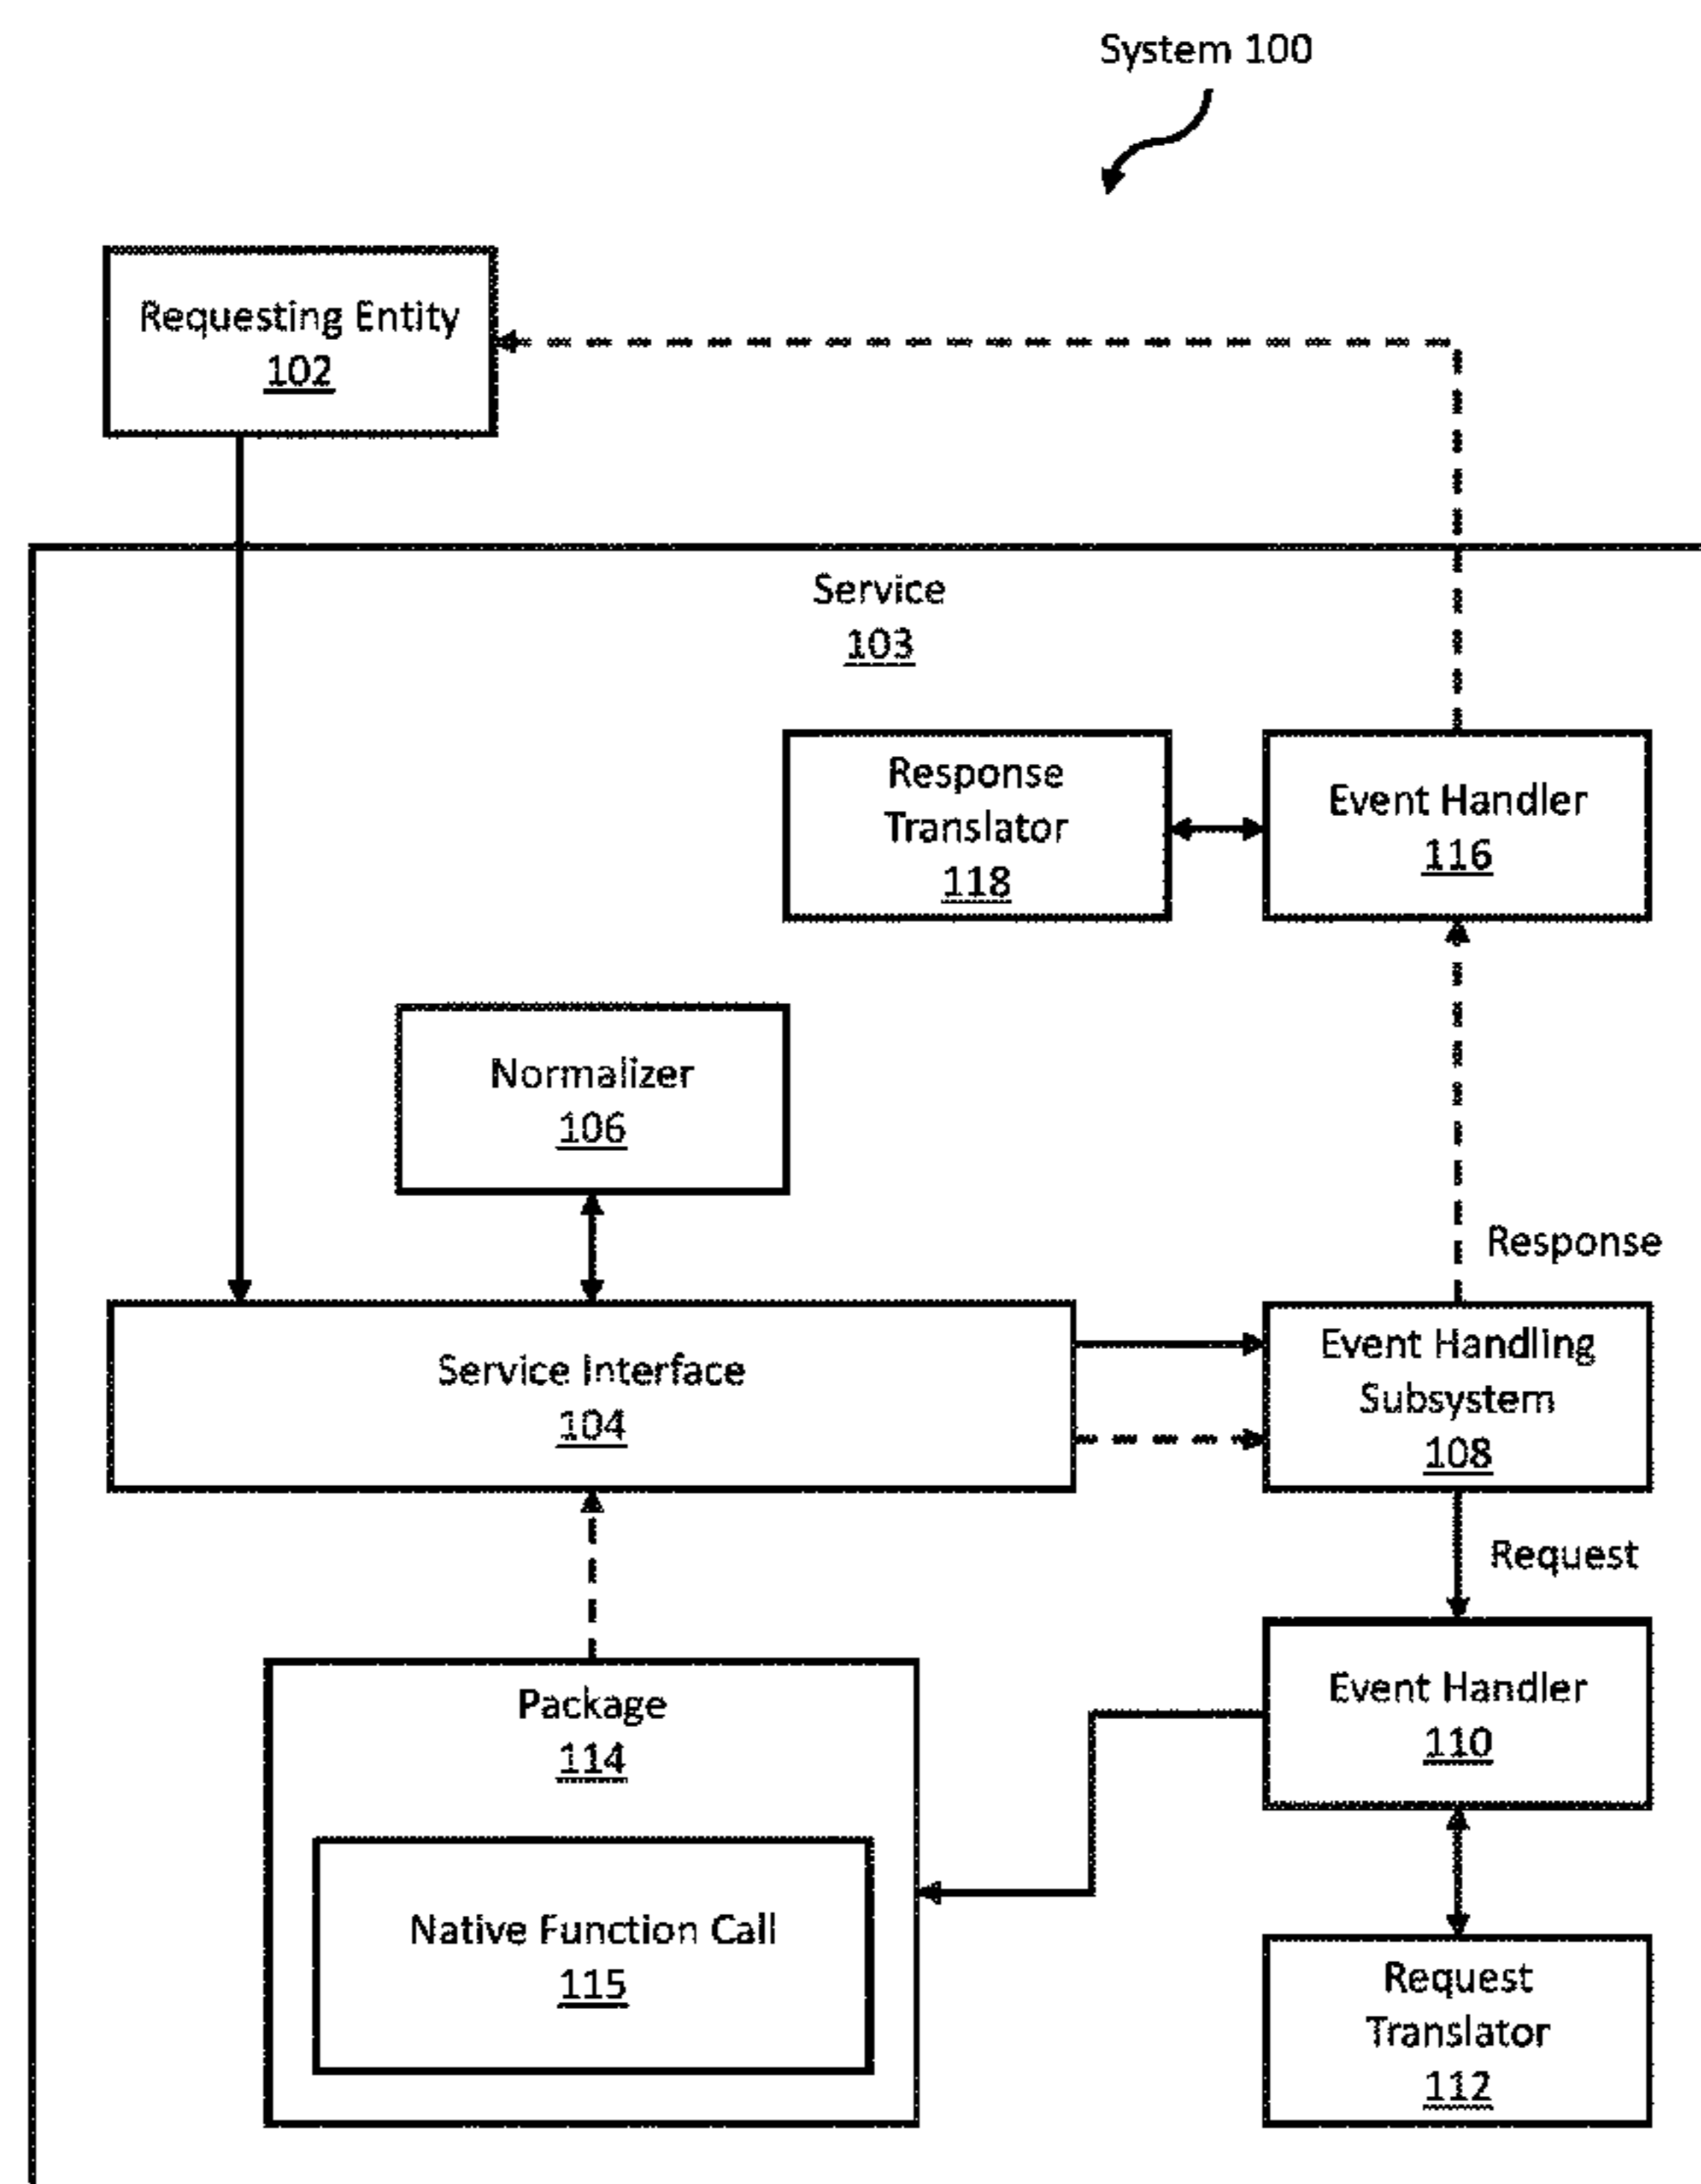 System 100
Requesting Entity
102
Service
103
Response
Translator
118
Event Handler
116
Normalizer
106
Response
Service Interface
104
Event Handling
Subsystem
108
Request
Package
114
Event Handler
110
Native Function Call
115
Request
Translator
112